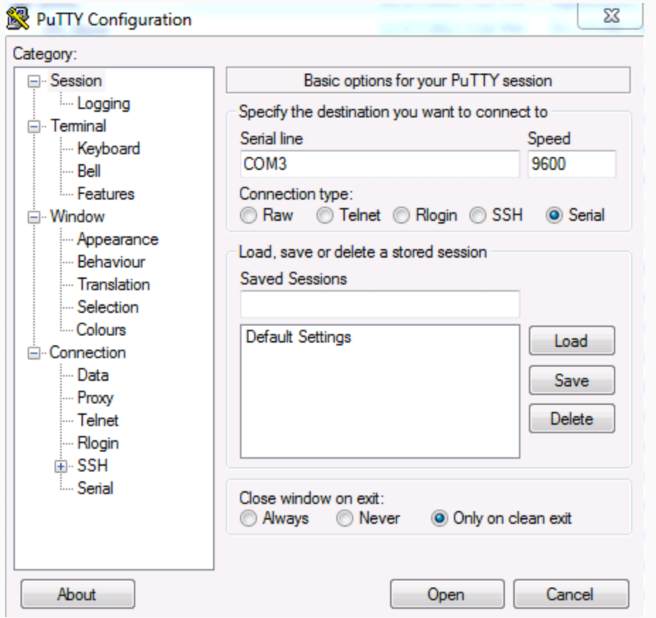 PuTTY Configuration
Category:
Session
Logging
Terminal
Keyboard
Bell
Features
Window
Appearance
Behaviour
Translation
Selection
Colours
Connection
Data
Proxy
Telnet
Rlogin
SSH
Serial
Basic options for your PuTTY session
Specify the destination you want to connect to
Serial line Speed
COM3 9600
Connection type:
Raw Telnet Rlogin SSH Serial
Load, save or delete a stored session
Saved Sessions
Default Settings
Load
Save
Delete
Close window on exit:
Always Never Only on clean exit
About Open Cancel